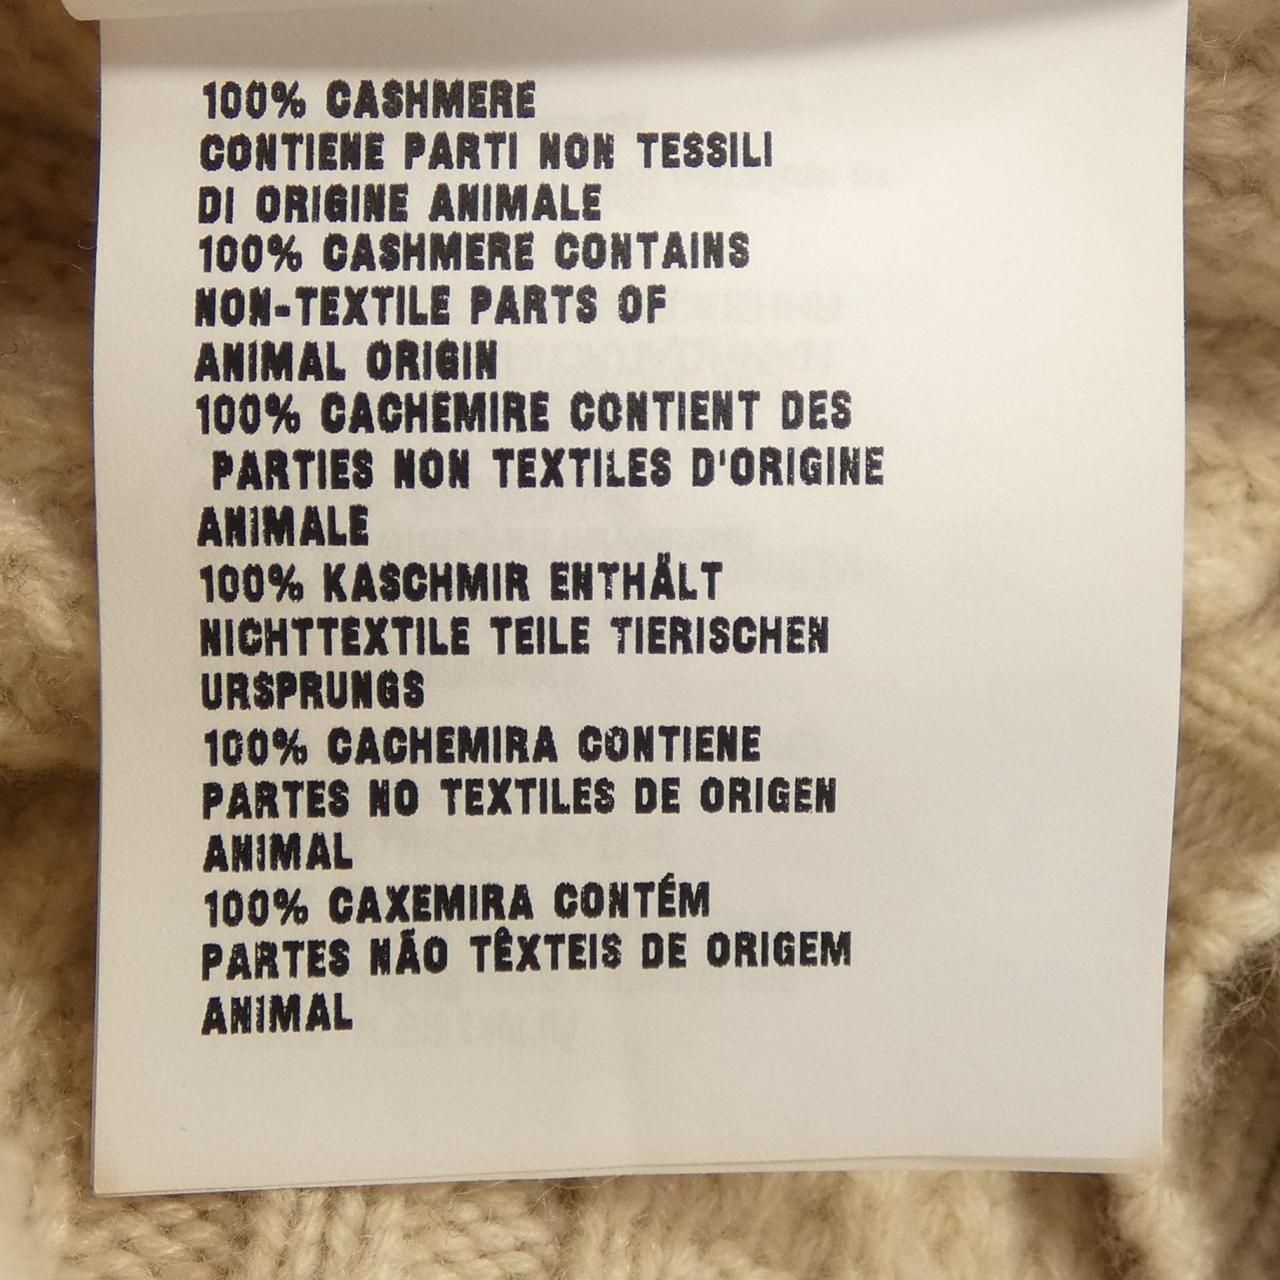 100% CASHMERE
CONTIENE PARTI NON TESSILI
DI ORIGINE ANIMALE
100% CASHMERE CONTAINS
NON-TEXTILE PARTS OF
ANIMAL ORIGIN
100% CACHEMIRE CONTIENT DES
PARTIES NON TEXTILES D'ORIGINE
ANIMALE
100% KASCHMIR ENTHÄLT
NICHTTEXTILE TEILE TIERISCHEN
URSPRUNGS
100% CACHEMIRA CONTIENE
PARTES NO TEXTILES DE ORIGEN
ANIMAL
100% CAXEMIRA CONTÉM
PARTES NÃO TÊXTEIS DE ORIGEM
ANIMAL